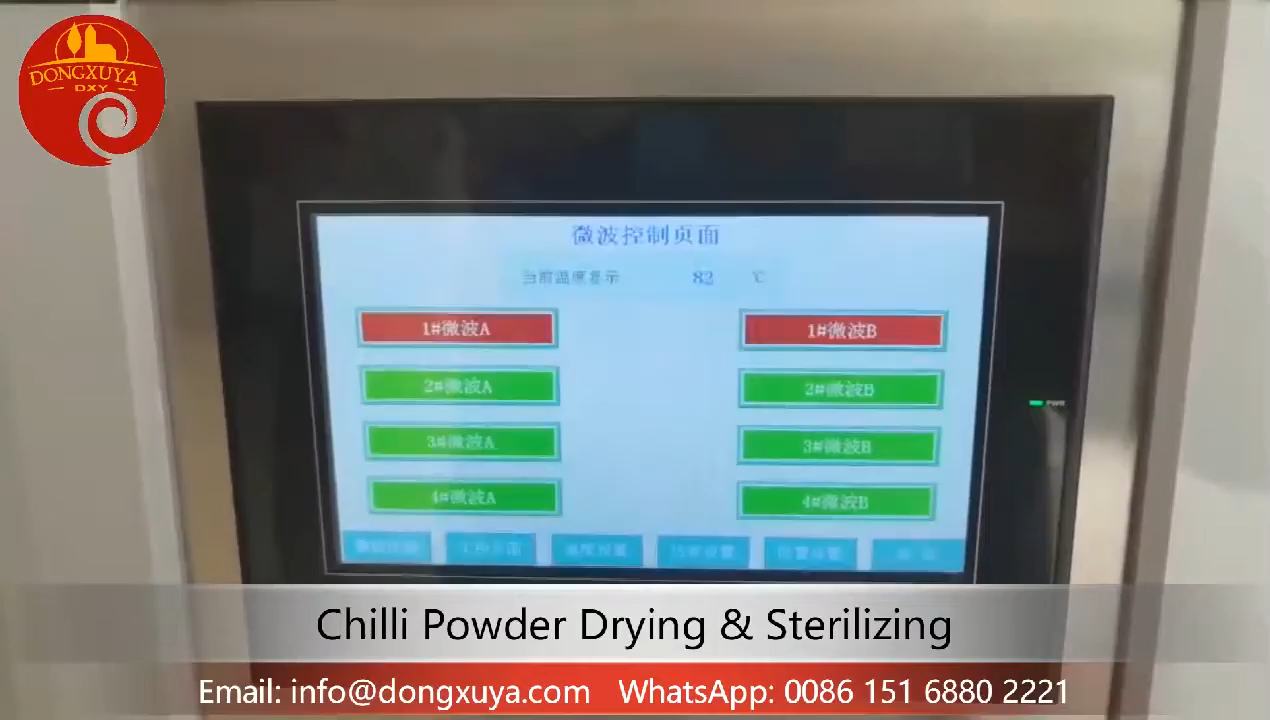 DONGXUYA
DXY
微波控制页面
当前温度显示 82 ℃
1#微波A 1#微波B
2#微波A 2#微波B
3#微波A 3#微波B
4#微波A 4#微波B
PWR
Chilli Powder Drying & Sterilizing
Email: info@dongxuya.com WhatsApp: 0086 151 6880 2221